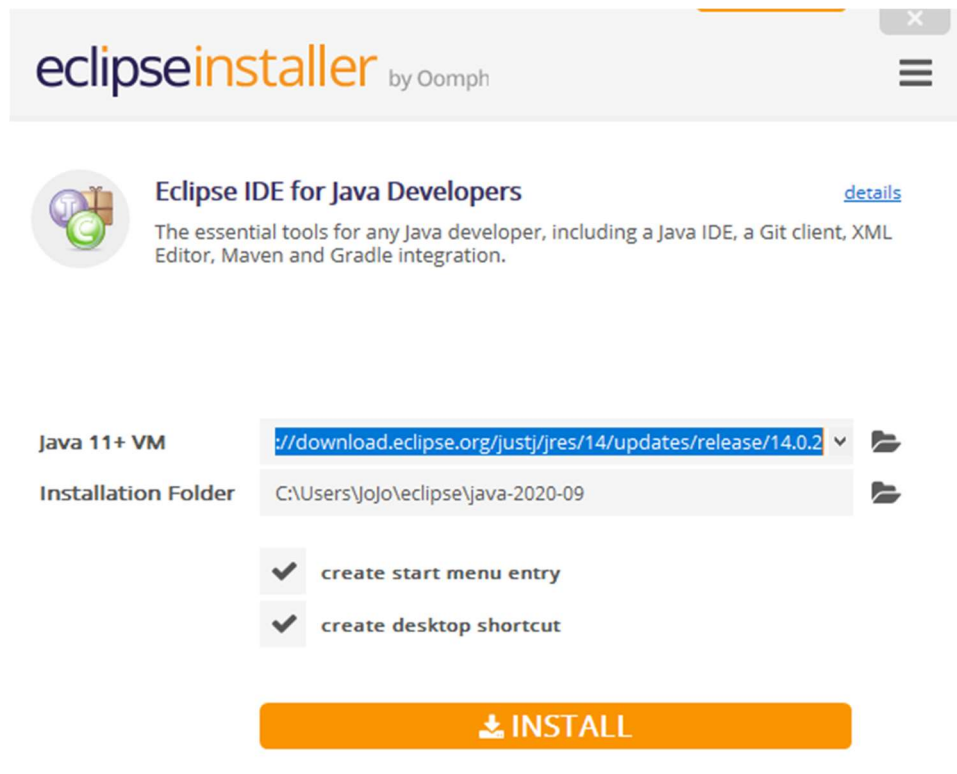 eclipseinstaller by Oomph
Eclipse IDE for Java Developers
details
The essential tools for any Java developer, including a Java IDE, a Git client, XML
Editor, Maven and Gradle integration.
Java 11+ VM
://download.eclipse.org/justj/jres/14/updates/release/14.0.2
Installation Folder
C:\Users\JoJo\eclipse\java-2020-09
create start menu entry
create desktop shortcut
INSTALL